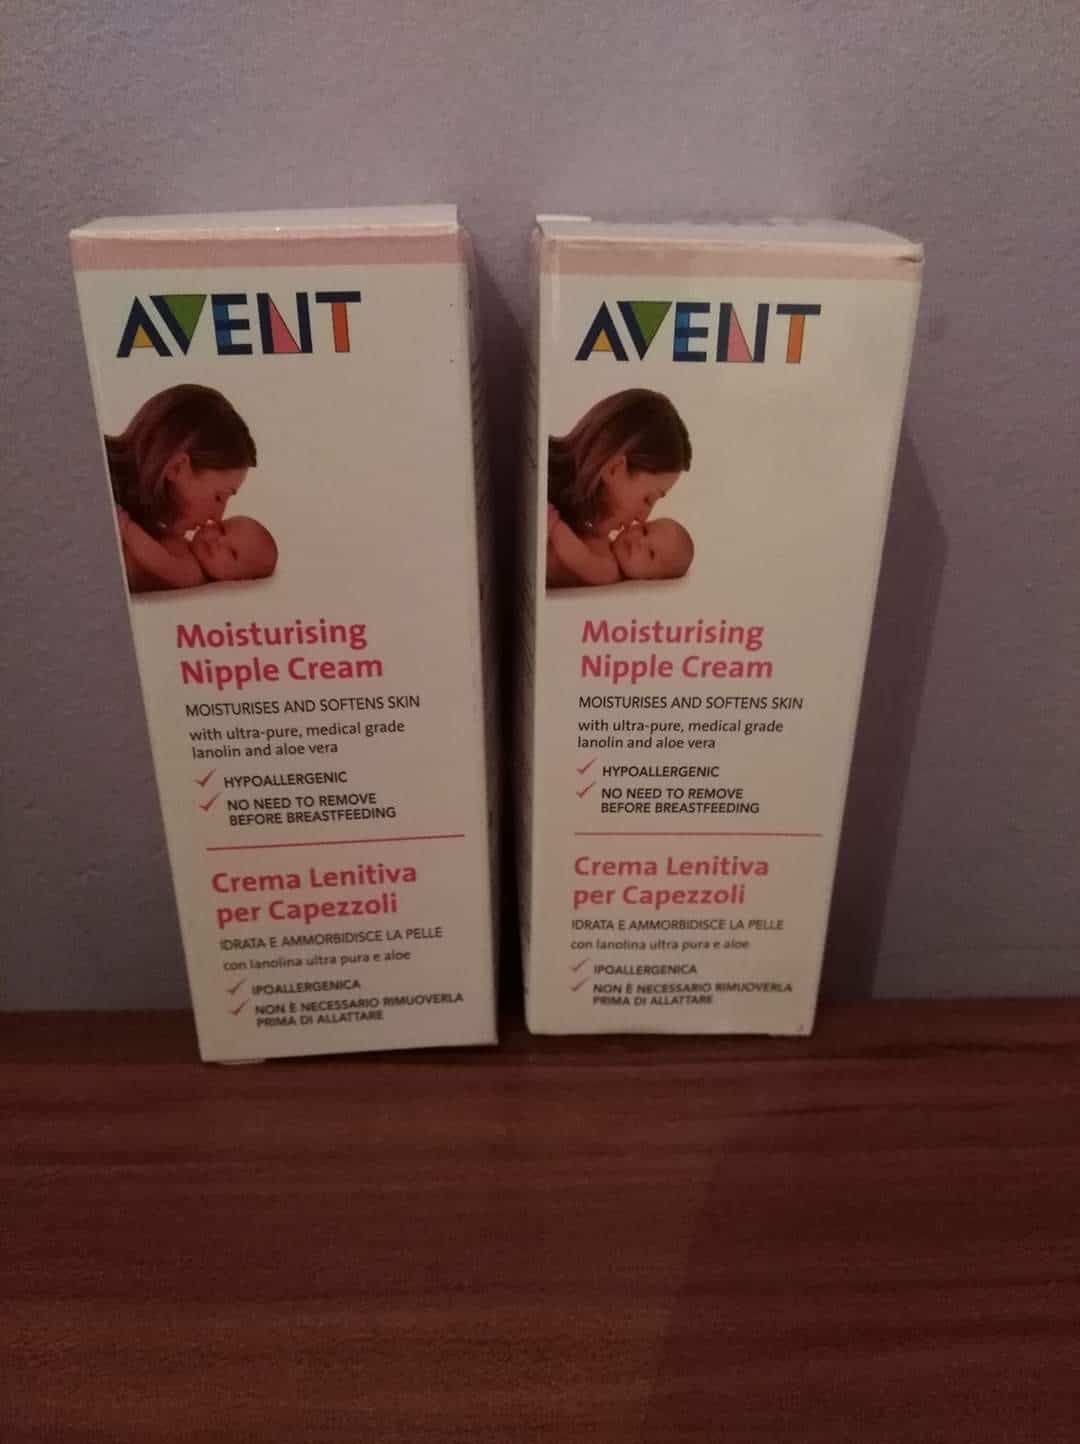 AVENT
Moisturising
Nipple Cream
MOISTURISES AND SOFTENS SKIN
with ultra-pure, medical grade
lanolin and aloe vera
HYPOALLERGENIC
NO NEED TO REMOVE
BEFORE BREASTFEEDING
Crema Lenitiva
per Capezzoli
IDRATA E AMMORBIDISCE LA PELLE
con lanolina ultra pura e aloe
IPOALLERGENICA
NON È NECESSARIO RIMUOVERLA
PRIMA DI ALLATTARE
AVENT
Moisturising
Nipple Cream
MOISTURISES AND SOFTENS SKIN
with ultra-pure, medical grade
lanolin and aloe vera
HYPOALLERGENIC
NO NEED TO REMOVE
BEFORE BREASTFEEDING
Crema Lenitiva
per Capezzoli
IDRATA E AMMORBIDISCE LA PELLE
con lanolina ultra pura e aloe
IPOALLERGENICA
NON È NECESSARIO RIMUOVERLA
PRIMA DI ALLATTARE